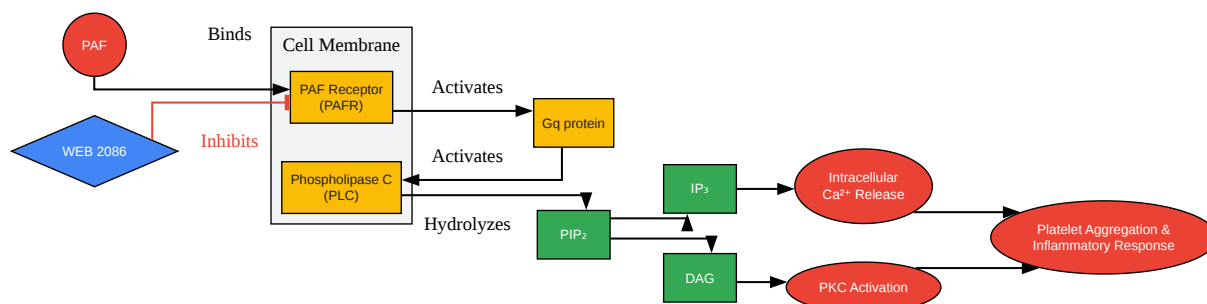 PAF
Binds
Cell Membrane
PAF Receptor
(PAFR)
Activates
Gq protein
WEB 2086
Inhibits
Activates
Phospholipase C
(PLC)
Hydrolyzes
PIP₂
IP₃
DAG
Intracellular
Ca²⁺ Release
PKC Activation
Platelet Aggregation &
Inflammatory Response